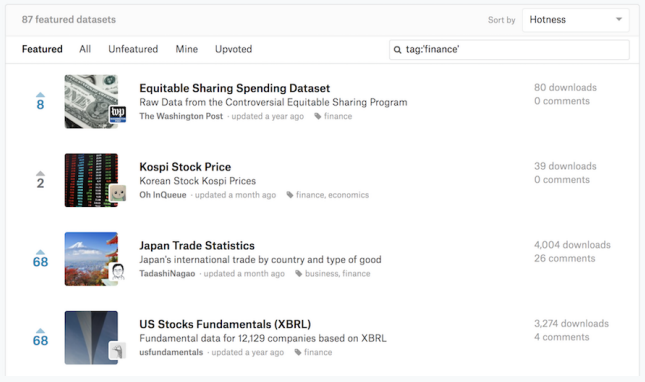 87 featured datasets
Sort by Hotness
Featured All Unfeatured Mine Upvoted
tag:'finance'
8
wp
Equitable Sharing Spending Dataset
Raw Data from the Controversial Equitable Sharing Program
The Washington Post · updated a year ago finance
80 downloads
0 comments
2
Kospi Stock Price
Korean Stock Kospi Prices
Oh InQueue · updated a month ago finance, economics
39 downloads
0 comments
68
Japan Trade Statistics
Japan's international trade by country and type of good
TadashiNagao · updated a month ago business, finance
4,004 downloads
26 comments
68
US Stocks Fundamentals (XBRL)
Fundamental data for 12,129 companies based on XBRL
usfundamentals · updated a year ago finance
3,274 downloads
4 comments